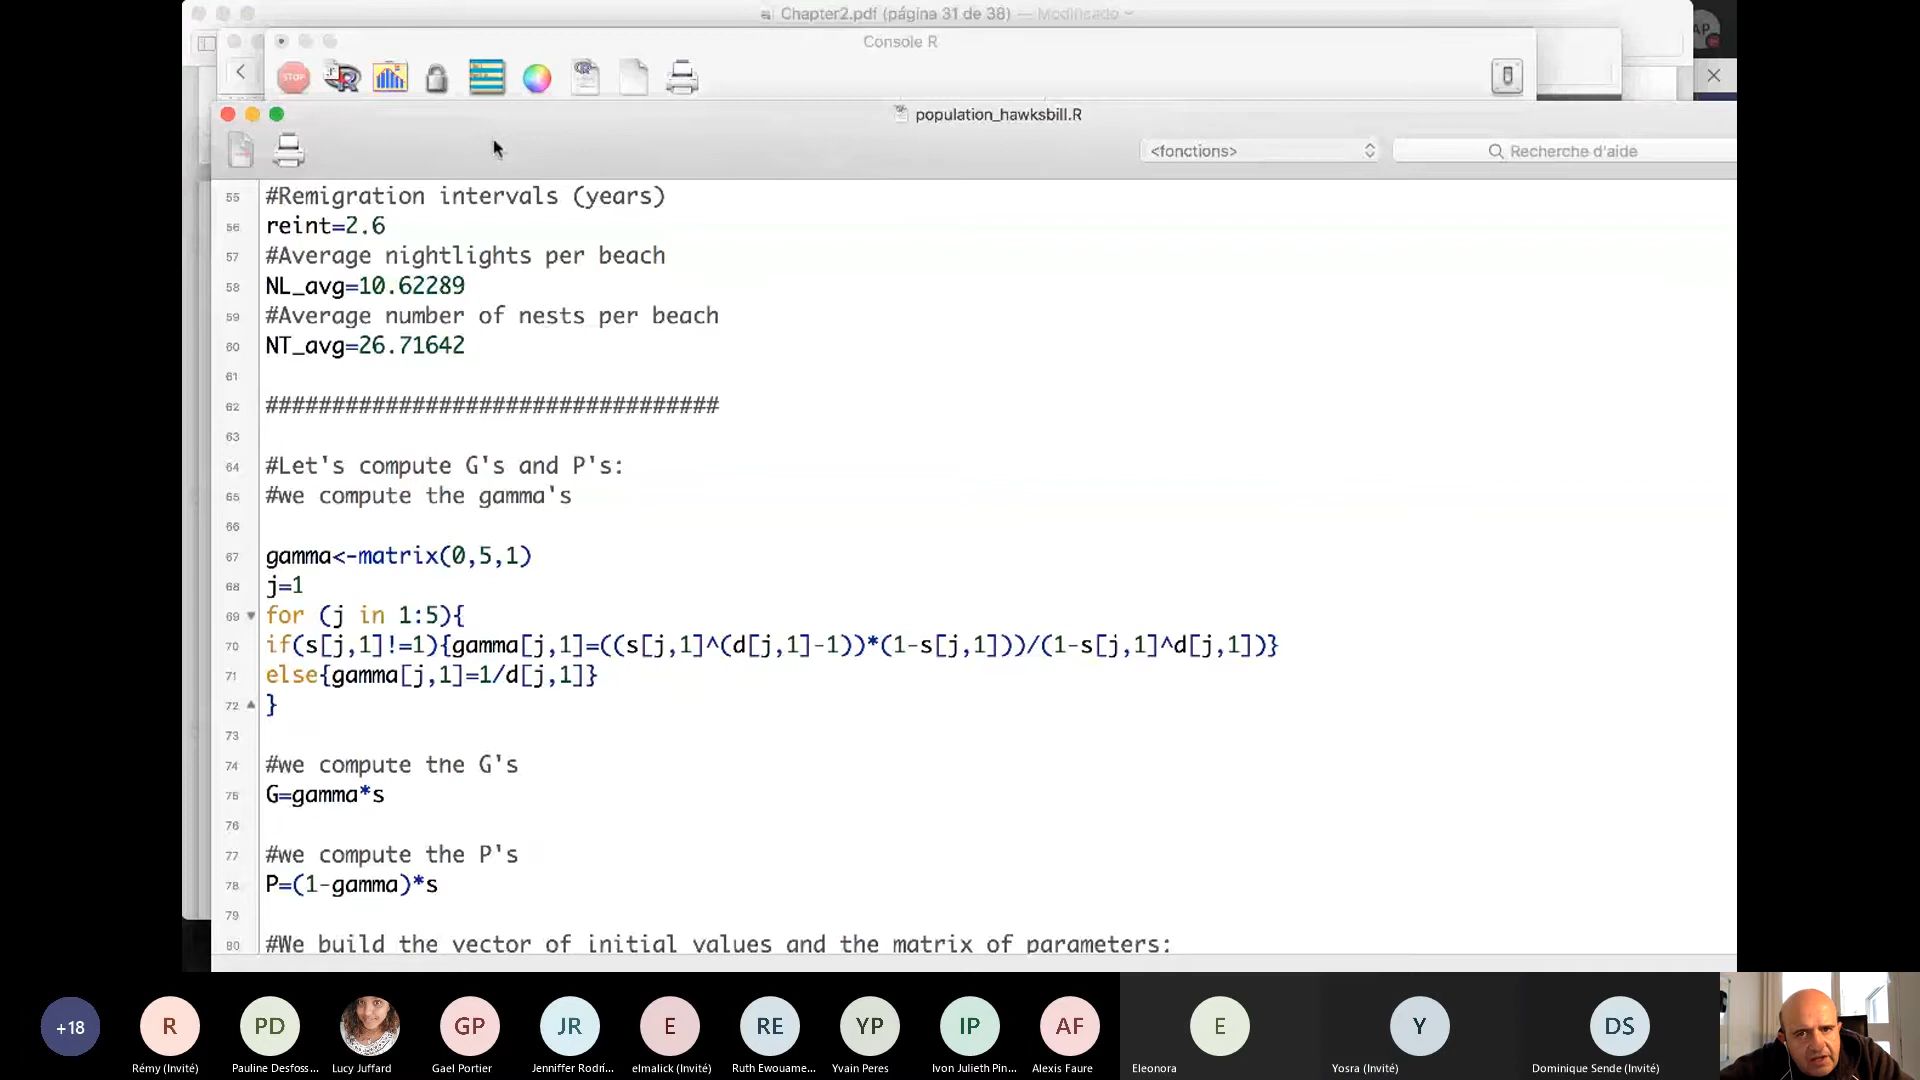 Chapter2.pdf (página 31 de 38) — Modificado
AP
Console R
STOP
population_hawksbill.R
<fonctions>
Recherche d'aide
55 #Remigration intervals (years)
56 reint=2.6
57 #Average nightlights per beach
58 NL_avg=10.62289
59 #Average number of nests per beach
60 NT_avg=26.71642
61
62 ##################################
63
64 #Let's compute G's and P's:
65 #we compute the gamma's
66
67 gamma<-matrix(0,5,1)
68 j=1
69 for (j in 1:5){
70 if(s[j,1]!=1){gamma[j,1]=((s[j,1]^(d[j,1]-1))*(1-s[j,1]))/(1-s[j,1]^d[j,1])}
71 else{gamma[j,1]=1/d[j,1]}
72 }
73
74 #we compute the G's
75 G=gamma*s
76
77 #we compute the P's
78 P=(1-gamma)*s
79
80 #We build the vector of initial values and the matrix of parameters:
+18
R
PD
GP
JR
E
RE
YP
IP
AF
E
Y
DS
Rémy (Invité)
Pauline Desfoss...
Lucy Juffard
Gael Portier
Jenniffer Rodrí...
elmalick (Invité)
Ruth Ewouame...
Yvain Peres
Ivon Julieth Pin...
Alexis Faure
Eleonora
Yosra (Invité)
Dominique Sende (Invité)